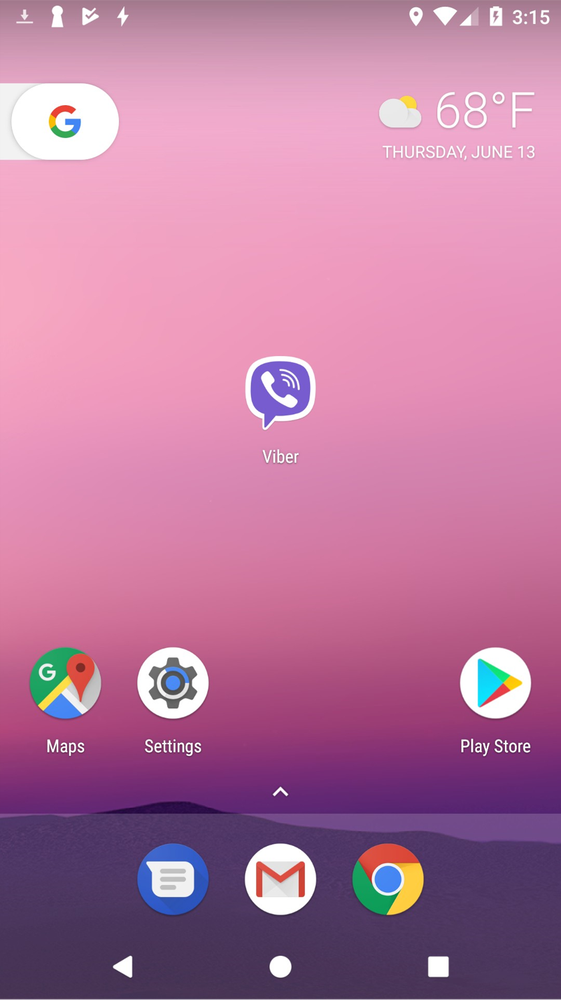 3:15
68°F
THURSDAY, JUNE 13
Viber
Maps
Settings
Play Store